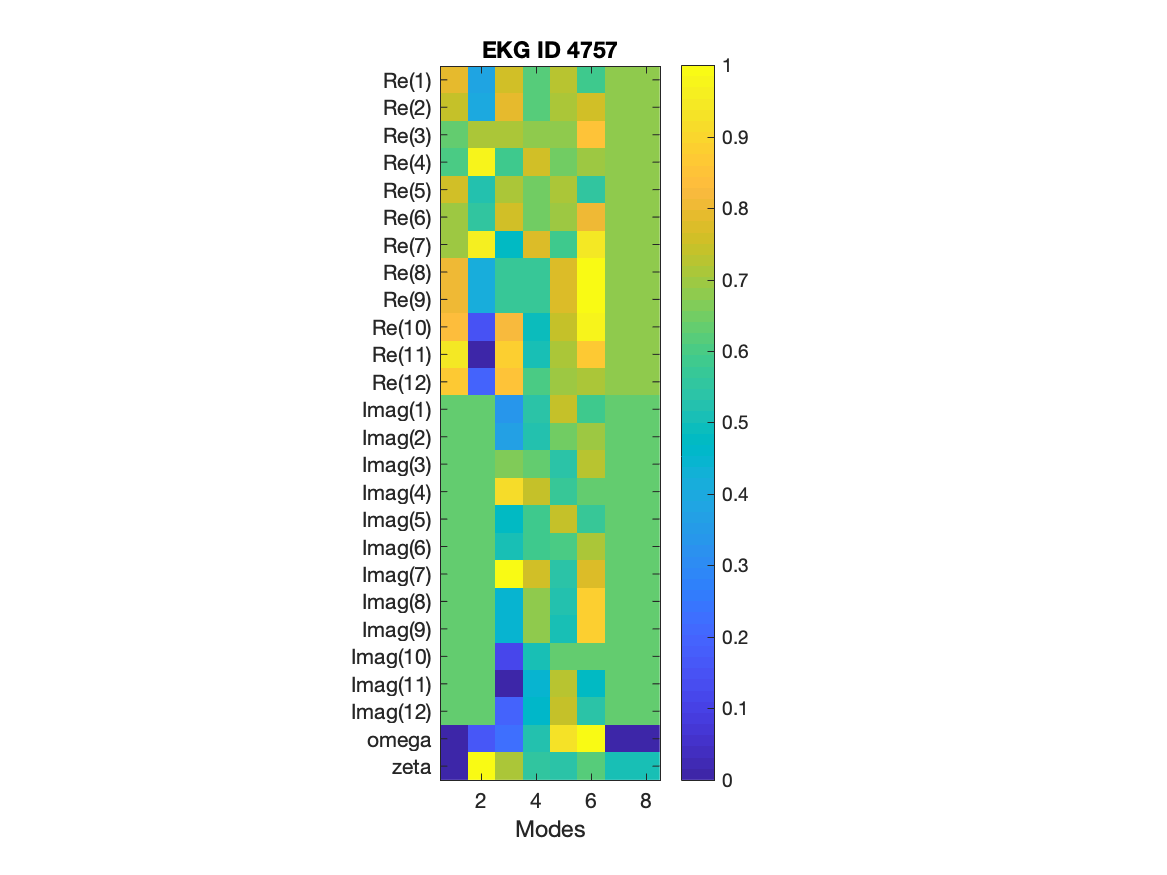 EKG ID 4757
Re(1)
Re(2)
Re(3)
Re(4)
Re(5)
Re(6)
Re(7)
Re(8)
Re(9)
Re(10)
Re(11)
Re(12)
Imag(1)
Imag(2)
Imag(3)
Imag(4)
Imag(5)
Imag(6)
Imag(7)
Imag(8)
Imag(9)
Imag(10)
Imag(11)
Imag(12)
omega
zeta
2 4 6 8
Modes
1
0.9
0.8
0.7
0.6
0.5
0.4
0.3
0.2
0.1
0